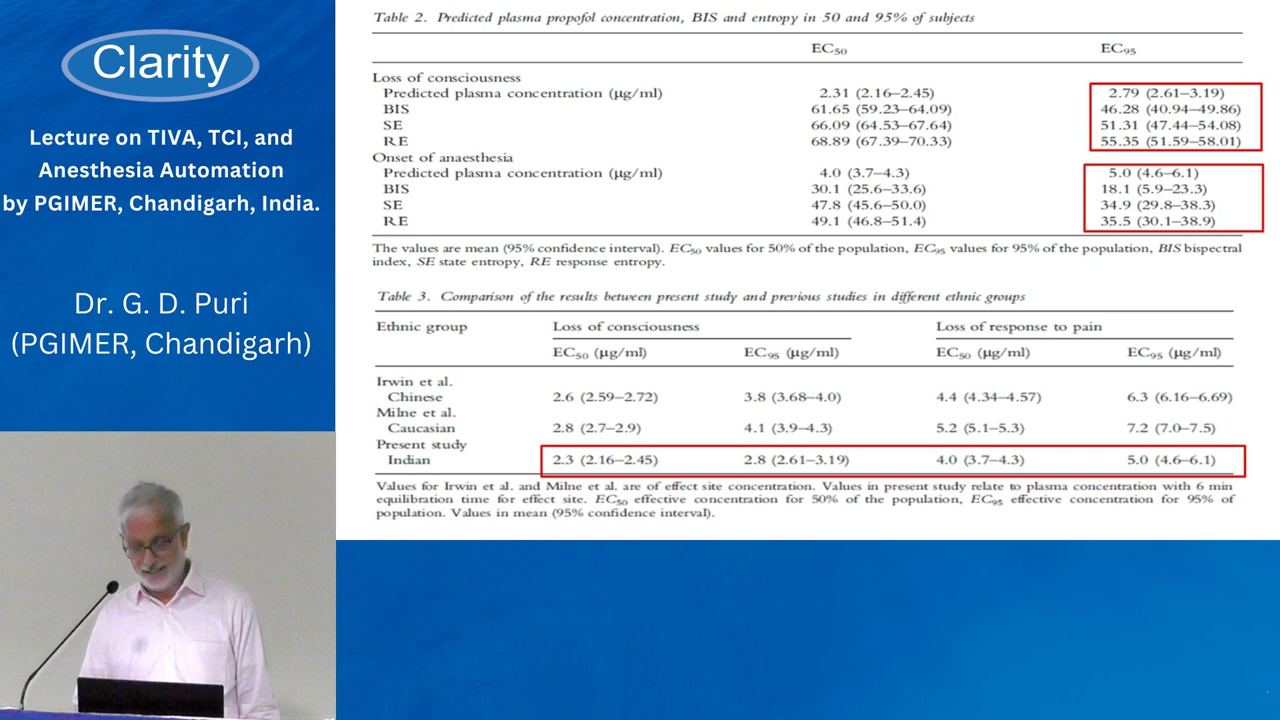 Clarity
Lecture on TIVA, TCI, and
Anesthesia Automation
by PGIMER, Chandigarh, India.
Dr. G. D. Puri
(PGIMER, Chandigarh)
Table 2. Predicted plasma propofol concentration, BIS and entropy in 50 and 95% of subjects
EC50 EC95
Loss of consciousness
Predicted plasma concentration (μg/ml) 2.31 (2.16–2.45) 2.79 (2.61–3.19)
BIS 61.65 (59.23–64.09) 46.28 (40.94–49.86)
SE 66.09 (64.53–67.64) 51.31 (47.44–54.08)
RE 68.89 (67.39–70.33) 55.35 (51.59–58.01)
Onset of anaesthesia
Predicted plasma concentration (μg/ml) 4.0 (3.7–4.3) 5.0 (4.6–6.1)
BIS 30.1 (25.6–33.6) 18.1 (5.9–23.3)
SE 47.8 (45.6–50.0) 34.9 (29.8–38.3)
RE 49.1 (46.8–51.4) 35.5 (30.1–38.9)
The values are mean (95% confidence interval). EC50 values for 50% of the population, EC95 values for 95% of the population, BIS bispectral
index, SE state entropy, RE response entropy.
Table 3. Comparison of the results between present study and previous studies in different ethnic groups
Ethnic group Loss of consciousness Loss of response to pain
EC50 (μg/ml) EC95 (μg/ml) EC50 (μg/ml) EC95 (μg/ml)
Irwin et al.
Chinese 2.6 (2.59–2.72) 3.8 (3.68–4.0) 4.4 (4.34–4.57) 6.3 (6.16–6.69)
Milne et al.
Caucasian 2.8 (2.7–2.9) 4.1 (3.9–4.3) 5.2 (5.1–5.3) 7.2 (7.0–7.5)
Present study
Indian 2.3 (2.16–2.45) 2.8 (2.61–3.19) 4.0 (3.7–4.3) 5.0 (4.6–6.1)
Values for Irwin et al. and Milne et al. are of effect site concentration. Values in present study relate to plasma concentration with 6 min
equilibration time for effect site. EC50 effective concentration for 50% of the population, EC95 effective concentration for 95% of
population. Values in mean (95% confidence interval).